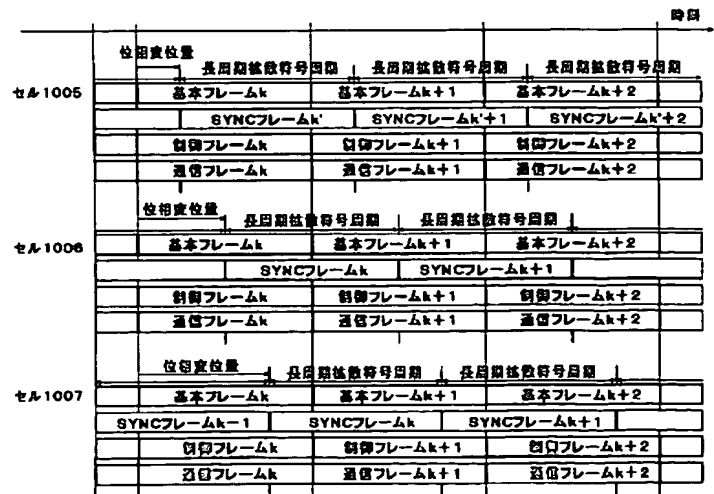 時間
位相変位量
長周期拡散符号周期 長周期拡散符号周期 長周期拡散符号周期
セル1005 基本フレームk 基本フレームk+1 基本フレームk+2
SYNCフレームk' SYNCフレームk'+1 SYNCフレームk'+2
制御フレームk 制御フレームk+1 制御フレームk+2
通信フレームk 通信フレームk+1 通信フレームk+2
位相変位量
長周期拡散符号周期 長周期拡散符号周期
セル1006 基本フレームk 基本フレームk+1 基本フレームk+2
SYNCフレームk SYNCフレームk+1
制御フレームk 制御フレームk+1 制御フレームk+2
通信フレームk 通信フレームk+1 通信フレームk+2
位相変位量
長周期拡散符号周期 長周期拡散符号周期
セル1007 基本フレームk 基本フレームk+1 基本フレームk+2
SYNCフレームk-1 SYNCフレームk SYNCフレームk+1
制御フレームk 制御フレームk+1 制御フレームk+2
通信フレームk 通信フレームk+1 通信フレームk+2